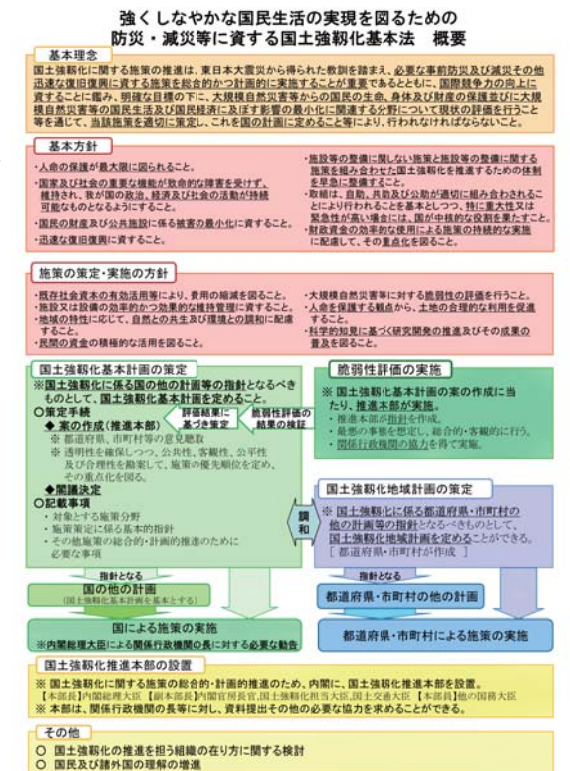 強くしなやかな国民生活の実現を図るための
防災・減災等に資する国土強靱化基本法　概要
基本理念
国土強靱化に関する施策の推進は、東日本大震災から得られた教訓を踏まえ、必要な事前防災及び減災その他
迅速な復旧復興に資する施策を総合的かつ計画的に実施することが重要であるとともに、国際競争力の向上に
資することに鑑み、明確な目標の下に、大規模自然災害等からの国民の生命、身体及び財産の保護並びに大規
模自然災害等の国民生活及び国民経済に及ぼす影響の最小化に関連する分野について現状の評価を行うこと
等を通じて、当該施策を適切に策定し、これを国の計画に定めること等により、行われなければならないこと。
基本方針
・人命の保護が最大限に図られること。
・国家及び社会の重要な機能が致命的な障害を受けず、
維持され、我が国の政治、経済及び社会の活動が持続
可能なものとなるようにすること。
・国民の財産及び公共施設に係る被害の最小化に資すること。
・迅速な復旧復興に資すること。
・施設等の整備に関しない施策と施設等の整備に関する
施策を組み合わせた国土強靱化を推進するための体制
を早急に整備すること。
・取組は、自助、共助及び公助が適切に組み合わされるこ
とにより行われることを基本としつつ、特に重大性又は
緊急性が高い場合には、国が中核的な役割を果たすこと。
・財政資金の効率的な使用による施策の持続的な実施
に配慮して、その重点化を図ること。
施策の策定・実施の方針
・既存社会資本の有効活用等により、費用の縮減を図ること。
・施設又は設備の効率的かつ効果的な維持管理に資すること。
・地域の特性に応じて、自然との共生及び環境との調和に配慮
すること。
・民間の資金の積極的な活用を図ること。
・大規模自然災害等に対する脆弱性の評価を行うこと。
・人命を保護する観点から、土地の合理的な利用を促進
すること。
・科学的知見に基づく研究開発の推進及びその成果の
普及を図ること。
国土強靱化基本計画の策定
※国土強靱化に係る国の他の計画等の指針となるべき
ものとして、国土強靱化基本計画を定めること。
〇策定手続
◆案の作成(推進本部)
※ 都道府県、市町村等の意見聴取
※ 透明性を確保しつつ、公共性、客観性、公平性
及び合理性を勘案して、施策の優先順位を定め、
その重点化を図る。
◆閣議決定
〇記載事項
・対象とする施策分野
・施策策定に係る基本的指針
・その他施策の総合的・計画的推進のために
必要な事項
評価結果に
基づき策定
脆弱性評価の
結果の検証
脆弱性評価の実施
※ 国土強靱化基本計画の案の作成に当
たり、推進本部が実施。
・推進本部が指針を作成。
・最悪の事態を想定し、総合的・客観的に行う。
・関係行政機関の協力を得て実施。
調
和
国土強靱化地域計画の策定
※ 国土強靱化に係る都道府県・市町村の
他の計画等の指針となるべきものとして、
国土強靱化地域計画を定めることができる。
[ 都道府県・市町村が作成 ]
指針となる
国の他の計画
(国土強靱化基本計画を基本とする)
国による施策の実施
※内閣総理大臣による関係行政機関の長に対する必要な勧告
指針となる
都道府県・市町村の他の計画
都道府県・市町村による施策の実施
国土強靱化推進本部の設置
※ 国土強靱化に関する施策の総合的・計画的推進のため、内閣に、国土強靱化推進本部を設置。
【本部長】内閣総理大臣 【副本部長】内閣官房長官,国土強靱化担当大臣,国土交通大臣 【本部員】他の国務大臣
※ 本部は、関係行政機関の長等に対し、資料提出その他の必要な協力を求めることができる。
その他
〇 国土強靱化の推進を担う組織の在り方に関する検討
〇 国民及び諸外国の理解の増進